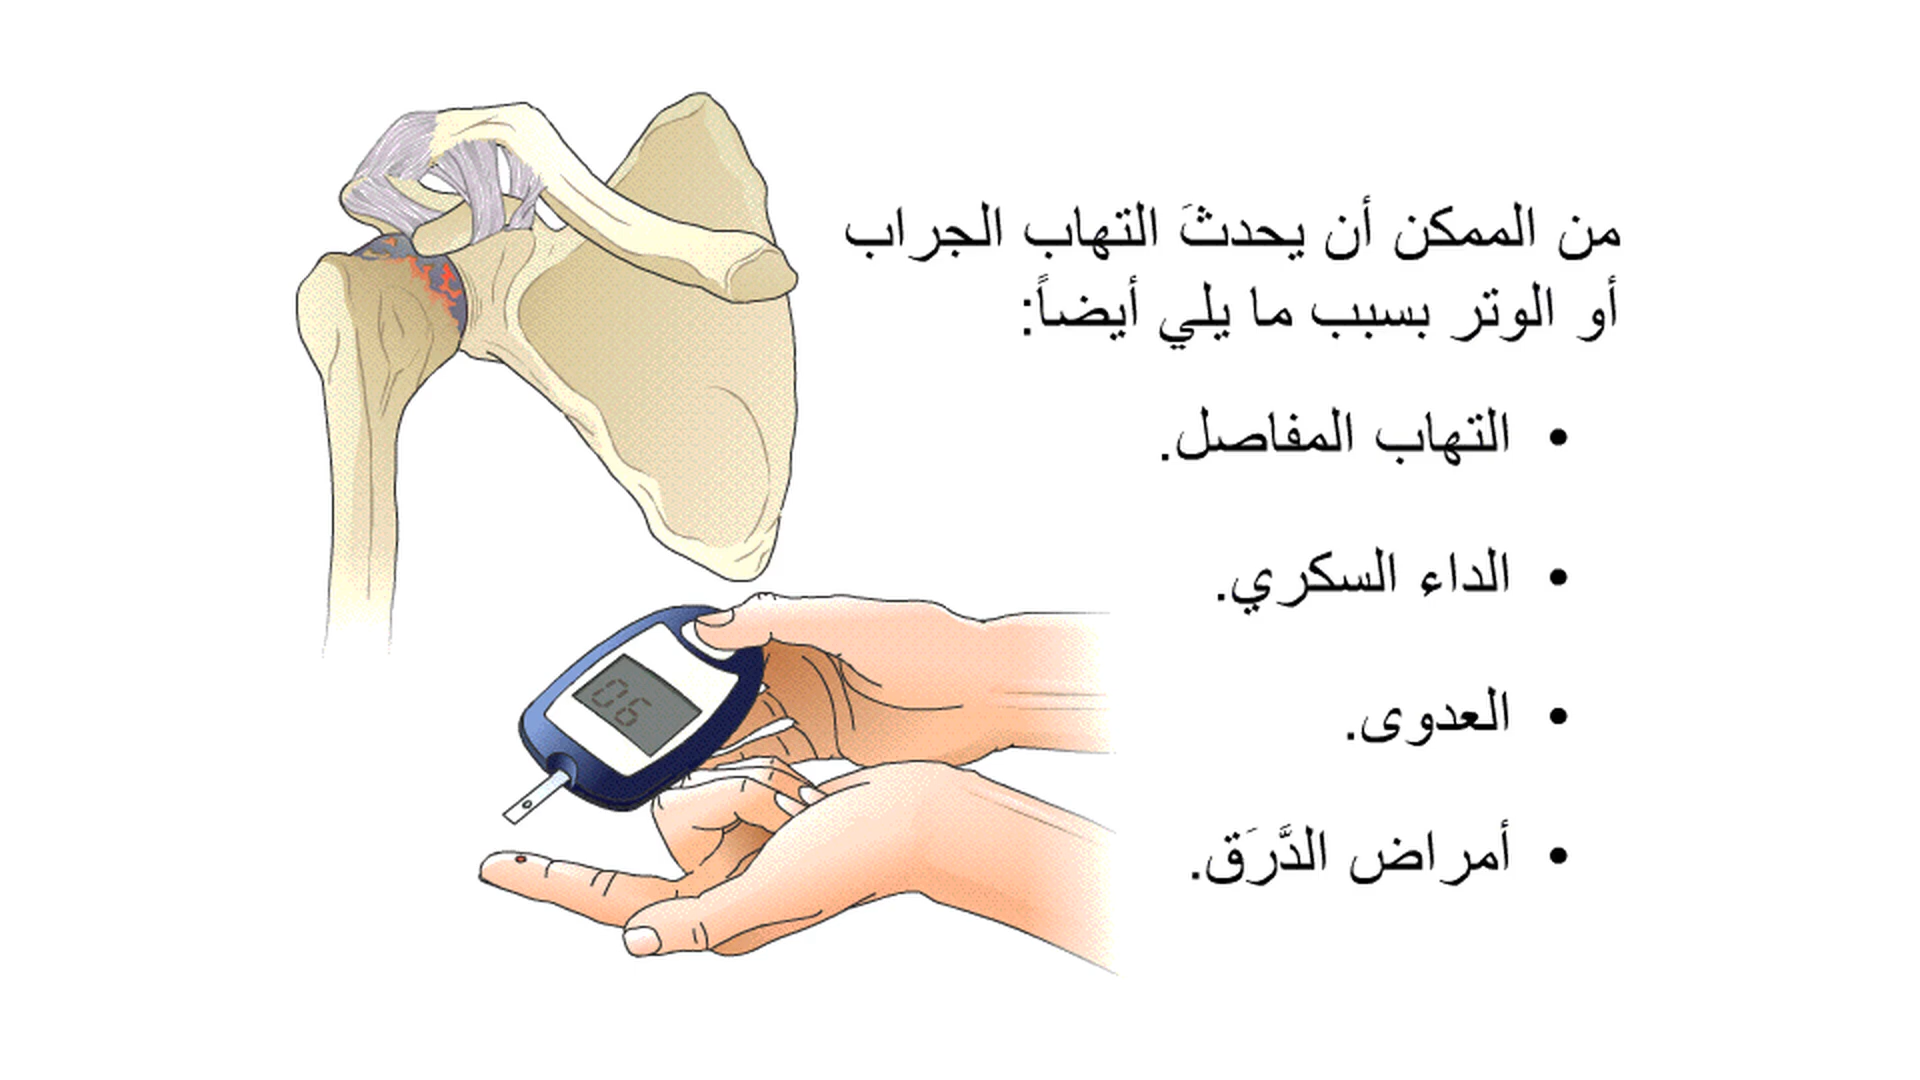 من الممكن أن يحدثَ التهاب الجراب
أو الوتر بسبب ما يلي أيضاً:
• التهاب المفاصل.
• الداء السكري.
• العدوى.
• أمراض الدَّرَق.
06